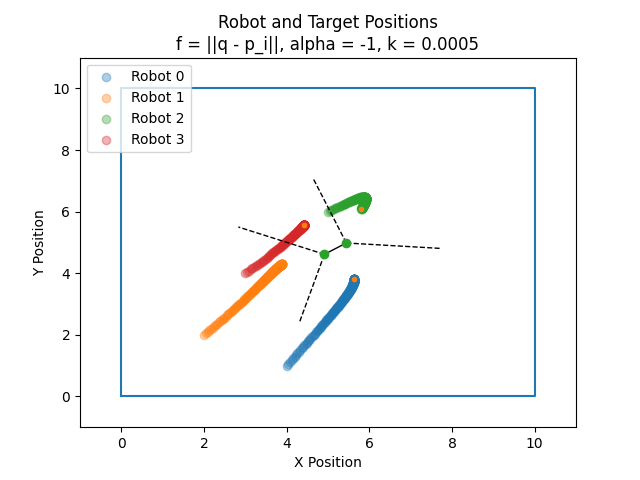 Robot and Target Positions
f = ||q - p_i||, alpha = -1, k = 0.0005
Robot 0
Robot 1
Robot 2
Robot 3
10
8
6
4
2
0
Y Position
0
2
4
6
8
10
X Position